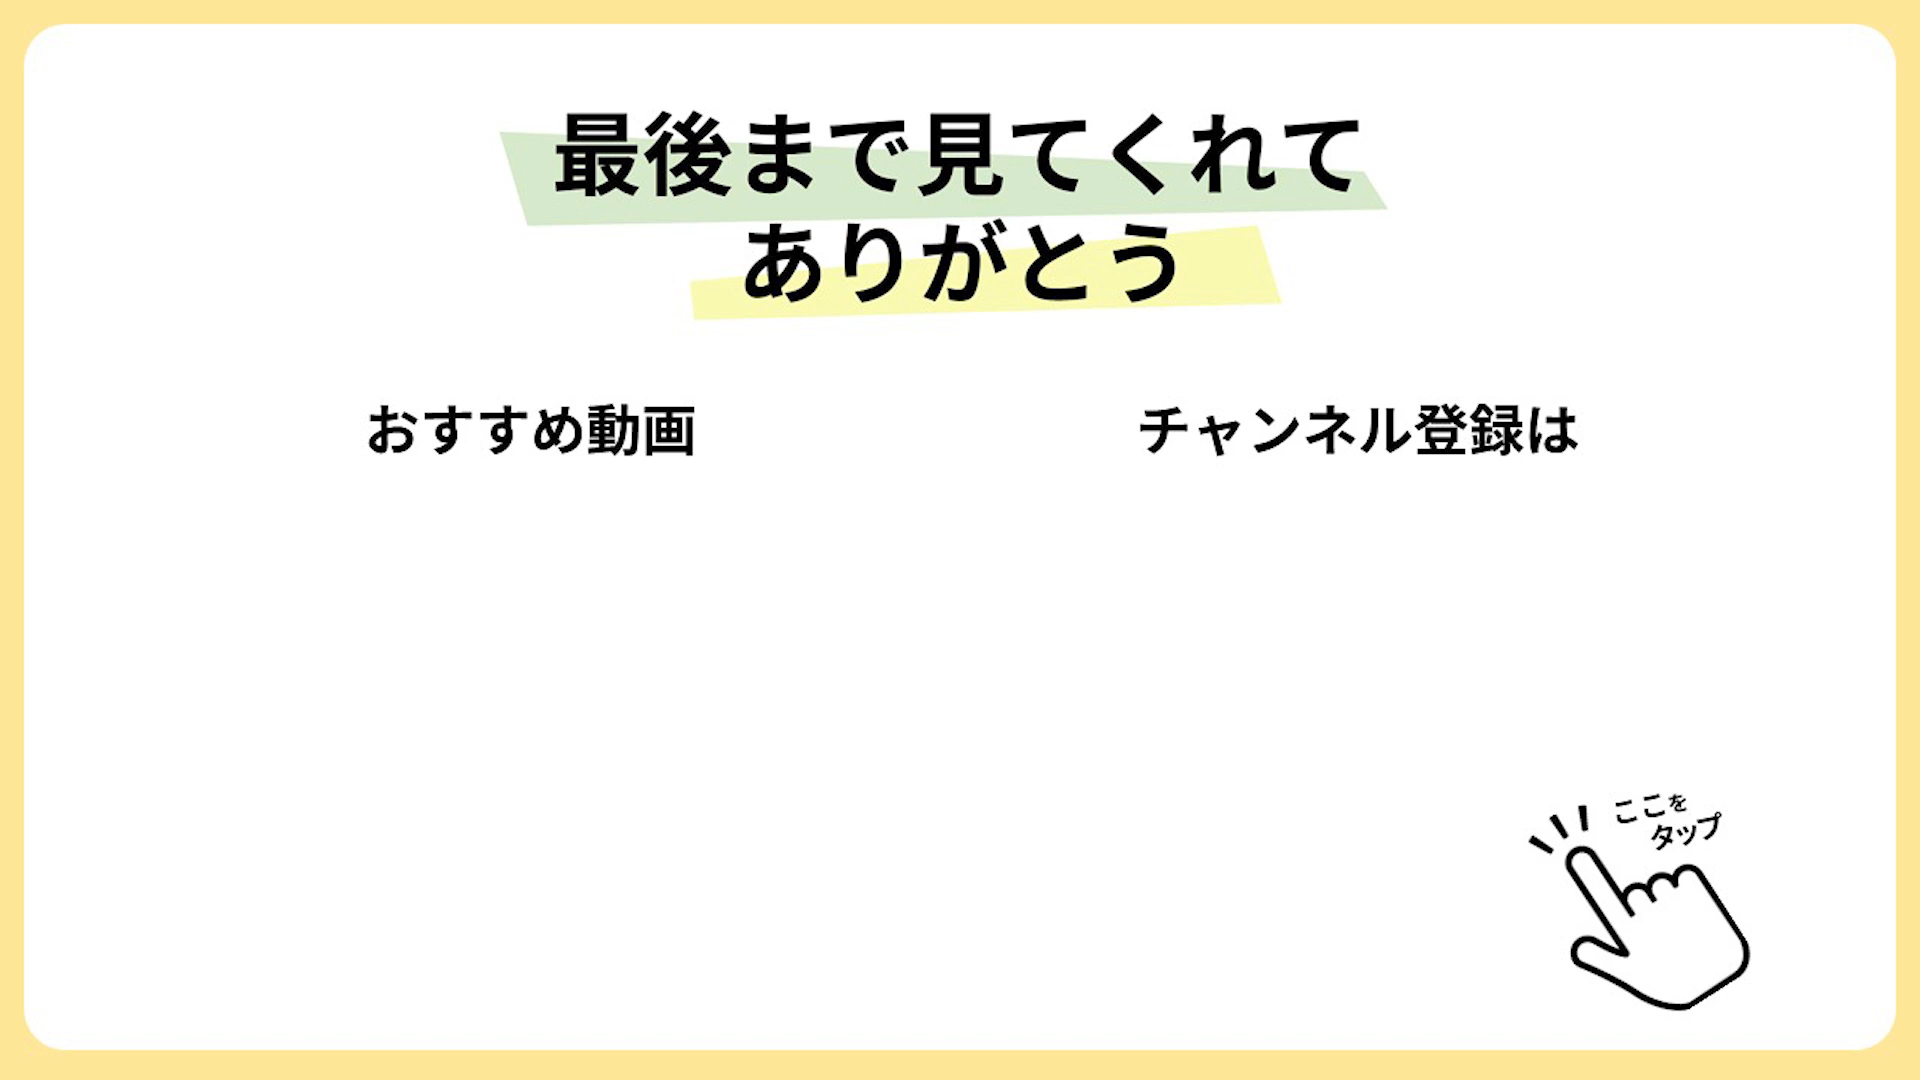 最後まで見てくれて
ありがとう
おすすめ動画
チャンネル登録は
ここを
タップ